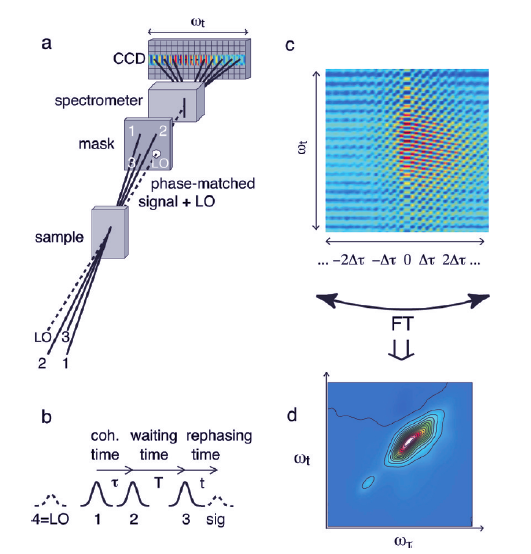 a
ωt
CCD
spectrometer
1 2
mask
3 LO
phase-matched
signal + LO
sample
LO 3
2 1
b
coh. waiting rephasing
time time time
τ T t
4=LO 1 2 3 sig
c
ωt
... −2Δτ −Δτ 0 Δτ 2Δτ ...
FT
d
ωt
ωτ